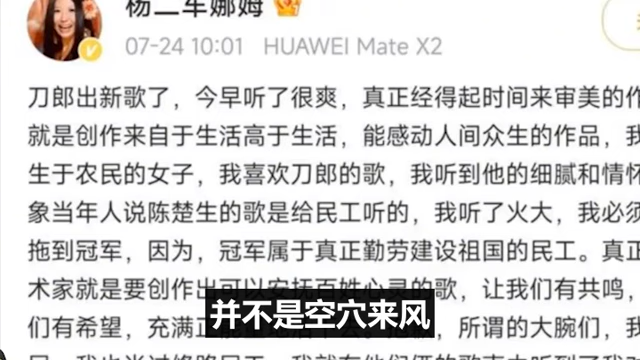 杨二车娜姆
07-24 10:01 HUAWEI Mate X2
刀郎出新歌了，今早听了很爽，真正经得起时间来审美的作
就是创作来自于生活高于生活，能感动人间众生的作品，我
生于农民的女子，我喜欢刀郎的歌，我听到他的细腻和情怀
象当年人说陈楚生的歌是给民工听的，我听了火大，我必须
拖到冠军，因为，冠军属于真正勤劳建设祖国的民工。真正
术家就是要创作出可以安抚百姓心灵的歌，让我们有共鸣，
们有希望，充满正能
所谓的大腕们，我
并不是空穴来风